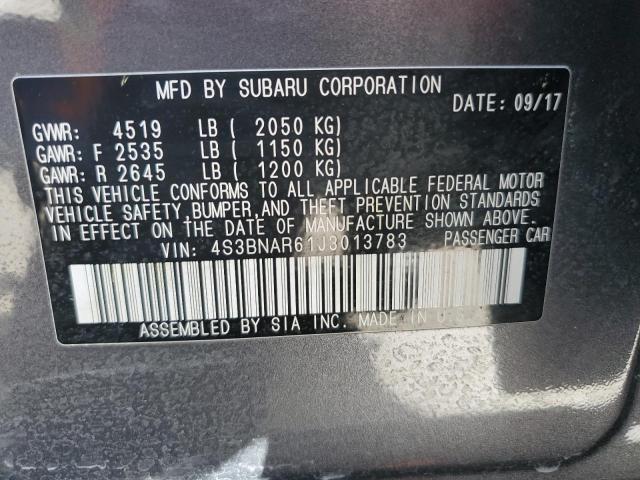 MFD BY SUBARU CORPORATION
DATE: 09/17
GVWR: 4519 LB ( 2050 KG)
GAWR: F 2535 LB ( 1150 KG)
GAWR: R 2645 LB ( 1200 KG)
THIS VEHICLE CONFORMS TO ALL APPLICABLE FEDERAL MOTOR
VEHICLE SAFETY, BUMPER, AND THEFT PREVENTION STANDARDS
IN EFFECT ON THE DATE OF MANUFACTURE SHOWN ABOVE.
VIN: 4S3BNAR61J3013783 PASSENGER CAR
ASSEMBLED BY SIA INC. MADE IN